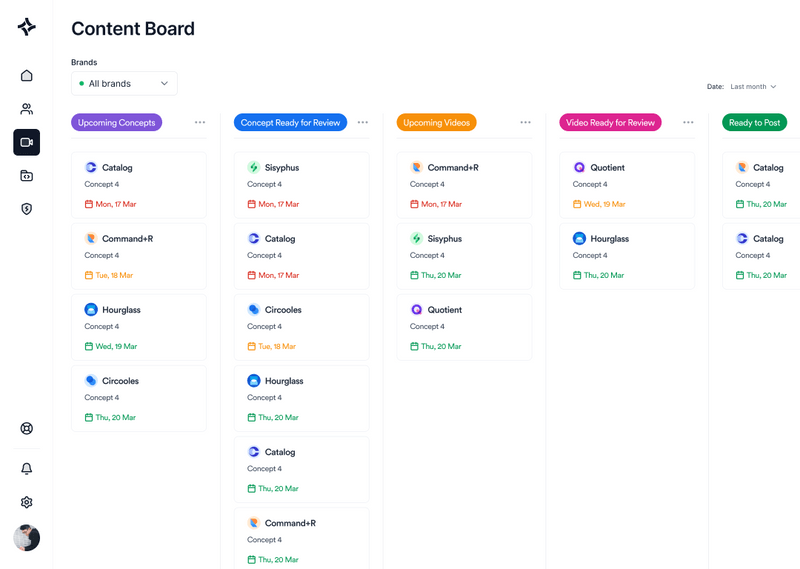 Content Board
Brands
All brands
Date: Last month
Upcoming Concepts
Catalog
Concept 4
Mon, 17 Mar
Command+R
Concept 4
Tue, 18 Mar
Hourglass
Concept 4
Wed, 19 Mar
Circooles
Concept 4
Thu, 20 Mar
Concept Ready for Review
Sisyphus
Concept 4
Mon, 17 Mar
Catalog
Concept 4
Mon, 17 Mar
Circooles
Concept 4
Tue, 18 Mar
Hourglass
Concept 4
Thu, 20 Mar
Catalog
Concept 4
Thu, 20 Mar
Command+R
Concept 4
Thu, 20 Mar
Upcoming Videos
Command+R
Concept 4
Mon, 17 Mar
Sisyphus
Concept 4
Thu, 20 Mar
Quotient
Concept 4
Thu, 20 Mar
Video Ready for Review
Quotient
Concept 4
Wed, 19 Mar
Hourglass
Concept 4
Thu, 20 Mar
Ready to Post
Catalog
Concept 4
Thu, 20 Mar
Catalog
Concept 4
Thu, 20 Mar